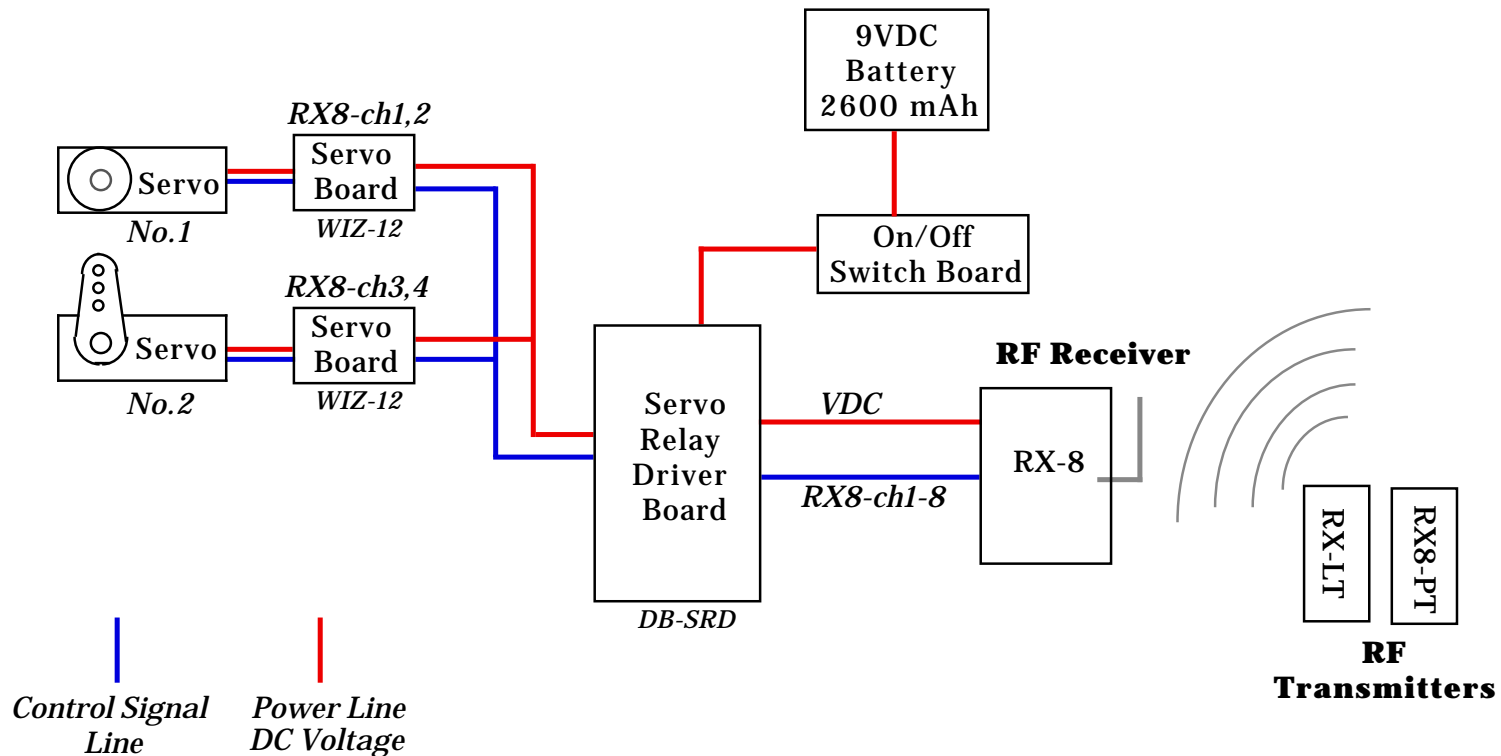 9VDC
Battery
2600 mAh
RX8-ch1,2
Servo
Board
WIZ-12
Servo
No.1
On/Off
Switch Board
RX8-ch3,4
Servo
Board
WIZ-12
Servo
No.2
Servo
Relay
Driver
Board
DB-SRD
VDC
RX8-ch1-8
RF Receiver
RX-8
RX-LT
RX8-PT
RF
Transmitters
Control Signal
Line
Power Line
DC Voltage